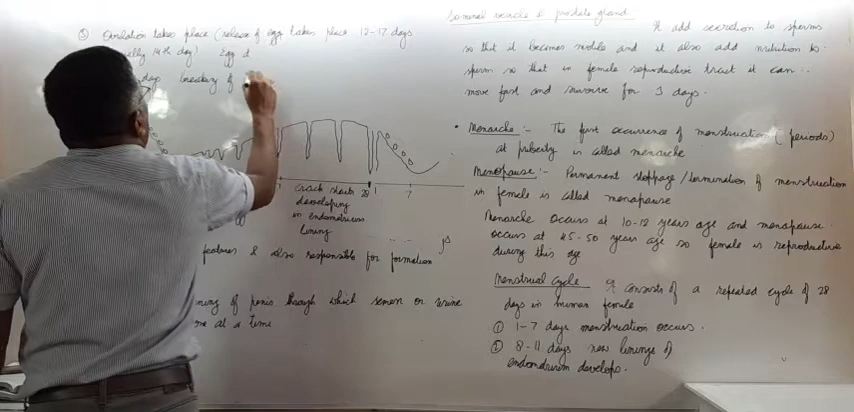 ③ Ovulation takes place (release of egg takes place 12-17 days
14th day) Egg
days breaking of
crack starts
developing
in endometrium
lining
28 1 7
features & also responsible for formation
of penis through which semen or urine
at a time
Seminal vesicle & prostate gland
It add secretion to sperms
so that it becomes motile and it also add nutrition to
sperm so that in female reproductive tract it can
move fast and survive for 3 days.
• Menarche :- The first occurrence of menstruation (periods)
at puberty is called menarche
Menopause :- Permanent stoppage/termination of menstruation
in female is called menopause
Menarche occurs at 10-12 years age and menopause
occurs at 45-50 years age so female is reproductive
during this age
Menstrual Cycle It consists of a repeated cycle of 28
days in human female
① 1-7 days menstruation occurs.
② 8-11 days new linings of
endometrium develops.